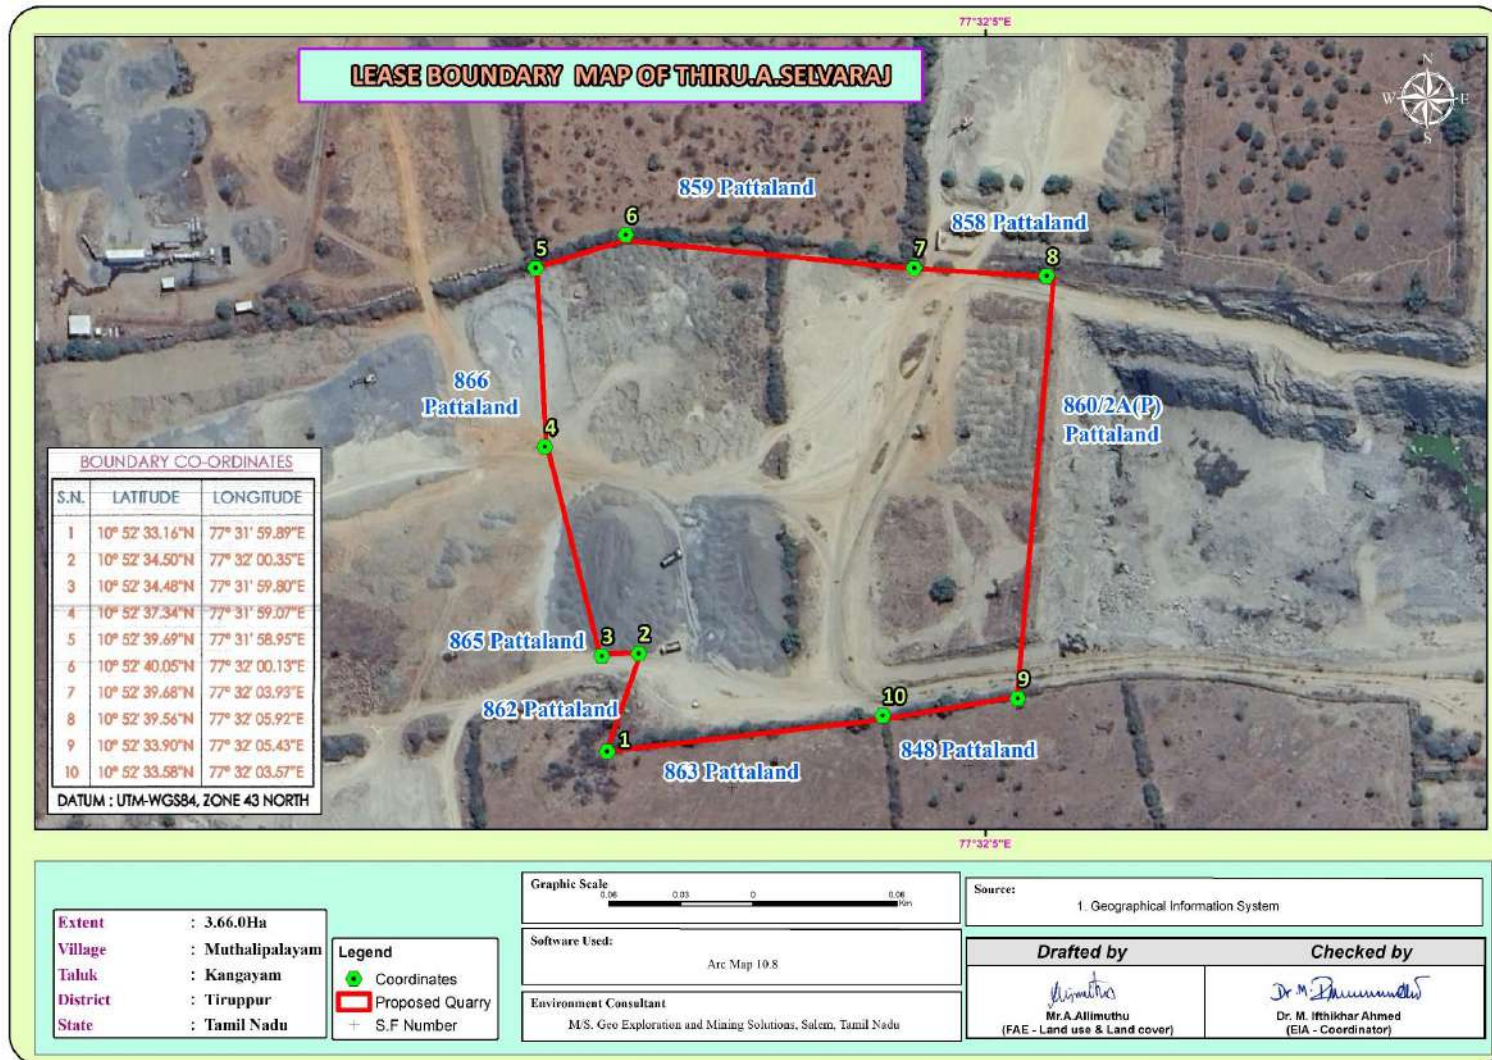 77°32'5"E
LEASE BOUNDARY MAP OF THIRU.A.SELVARAJ
N
W E
S
859 Pattaland
6
858 Pattaland
5
7
8
866
Pattaland
860/2A(P)
Pattaland
4
BOUNDARY CO-ORDINATES
S.N. LATITUDE LONGITUDE
1 10° 52' 33.16"N 77° 31' 59.89"E
2 10° 52' 34.50"N 77° 32' 00.35"E
3 10° 52' 34.48"N 77° 31' 59.80"E
4 10° 52' 37.34"N 77° 31' 59.07"E
5 10° 52' 39.69"N 77° 31' 58.95"E
6 10° 52' 40.05"N 77° 32' 00.13"E
7 10° 52' 39.68"N 77° 32' 03.93"E
8 10° 52' 39.56"N 77° 32' 05.92"E
9 10° 52' 33.90"N 77° 32' 05.43"E
10 10° 52' 33.58"N 77° 32' 03.57"E
DATUM : UTM-WGS84, ZONE 43 NORTH
865 Pattaland
3 2
862 Pattaland
9
10
1
848 Pattaland
863 Pattaland
77°32'5"E
Extent : 3.66.0Ha
Village : Muthalipalayam
Taluk : Kangayam
District : Tiruppur
State : Tamil Nadu
Legend
Coordinates
Proposed Quarry
S.F Number
Graphic Scale
0.06 0.03 0 0.06
Km
Software Used:
Arc Map 10.8
Environment Consultant
M/S. Geo Exploration and Mining Solutions, Salem, Tamil Nadu
Source:
1. Geographical Information System
Drafted by Checked by
Mr.A.Allimuthu
(FAE - Land use & Land cover)
Dr. M.
Dr. M. Ifthikhar Ahmed
(EIA - Coordinator)